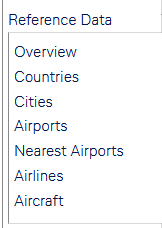 Reference Data
Overview
Countries
Cities
Airports
Nearest Airports
Airlines
Aircraft